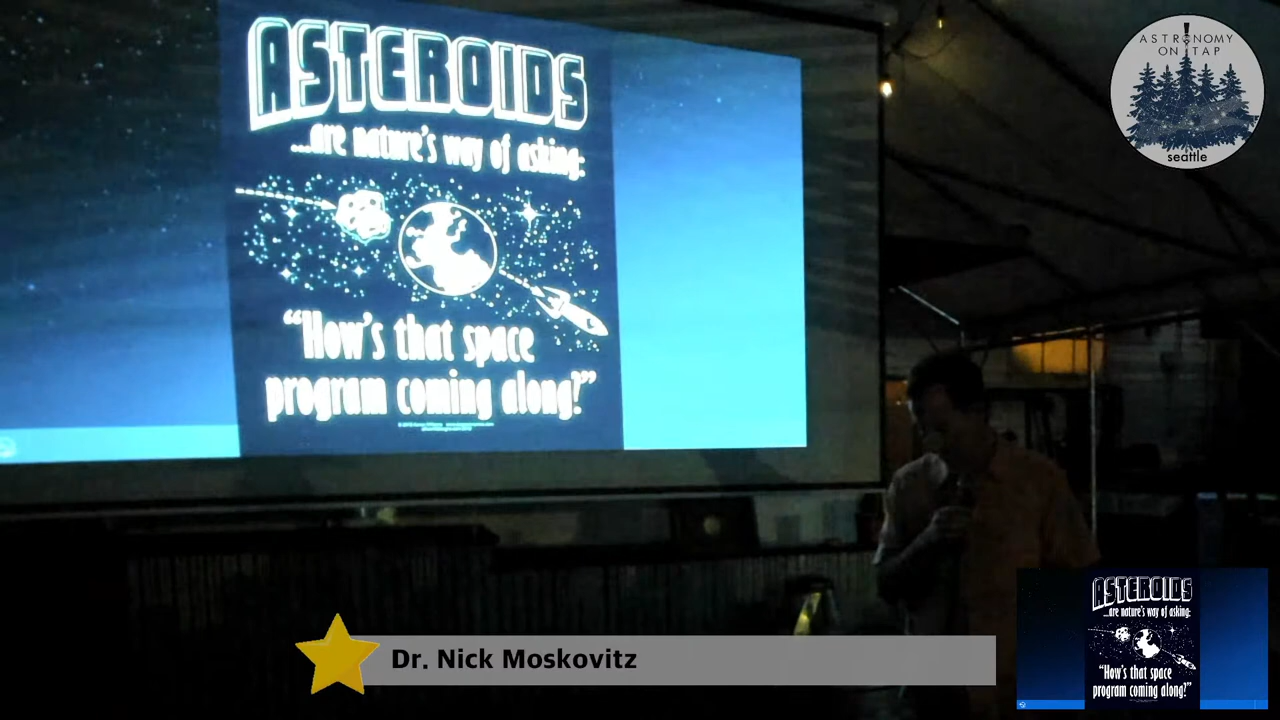 ASTEROIDS
...are nature's way of asking:
"How's that space
program coming along?"
ASTRONOMY
ON TAP
seattle
Dr. Nick Moskovitz
ASTEROIDS
...are nature's way of asking:
"How's that space
program coming along?"